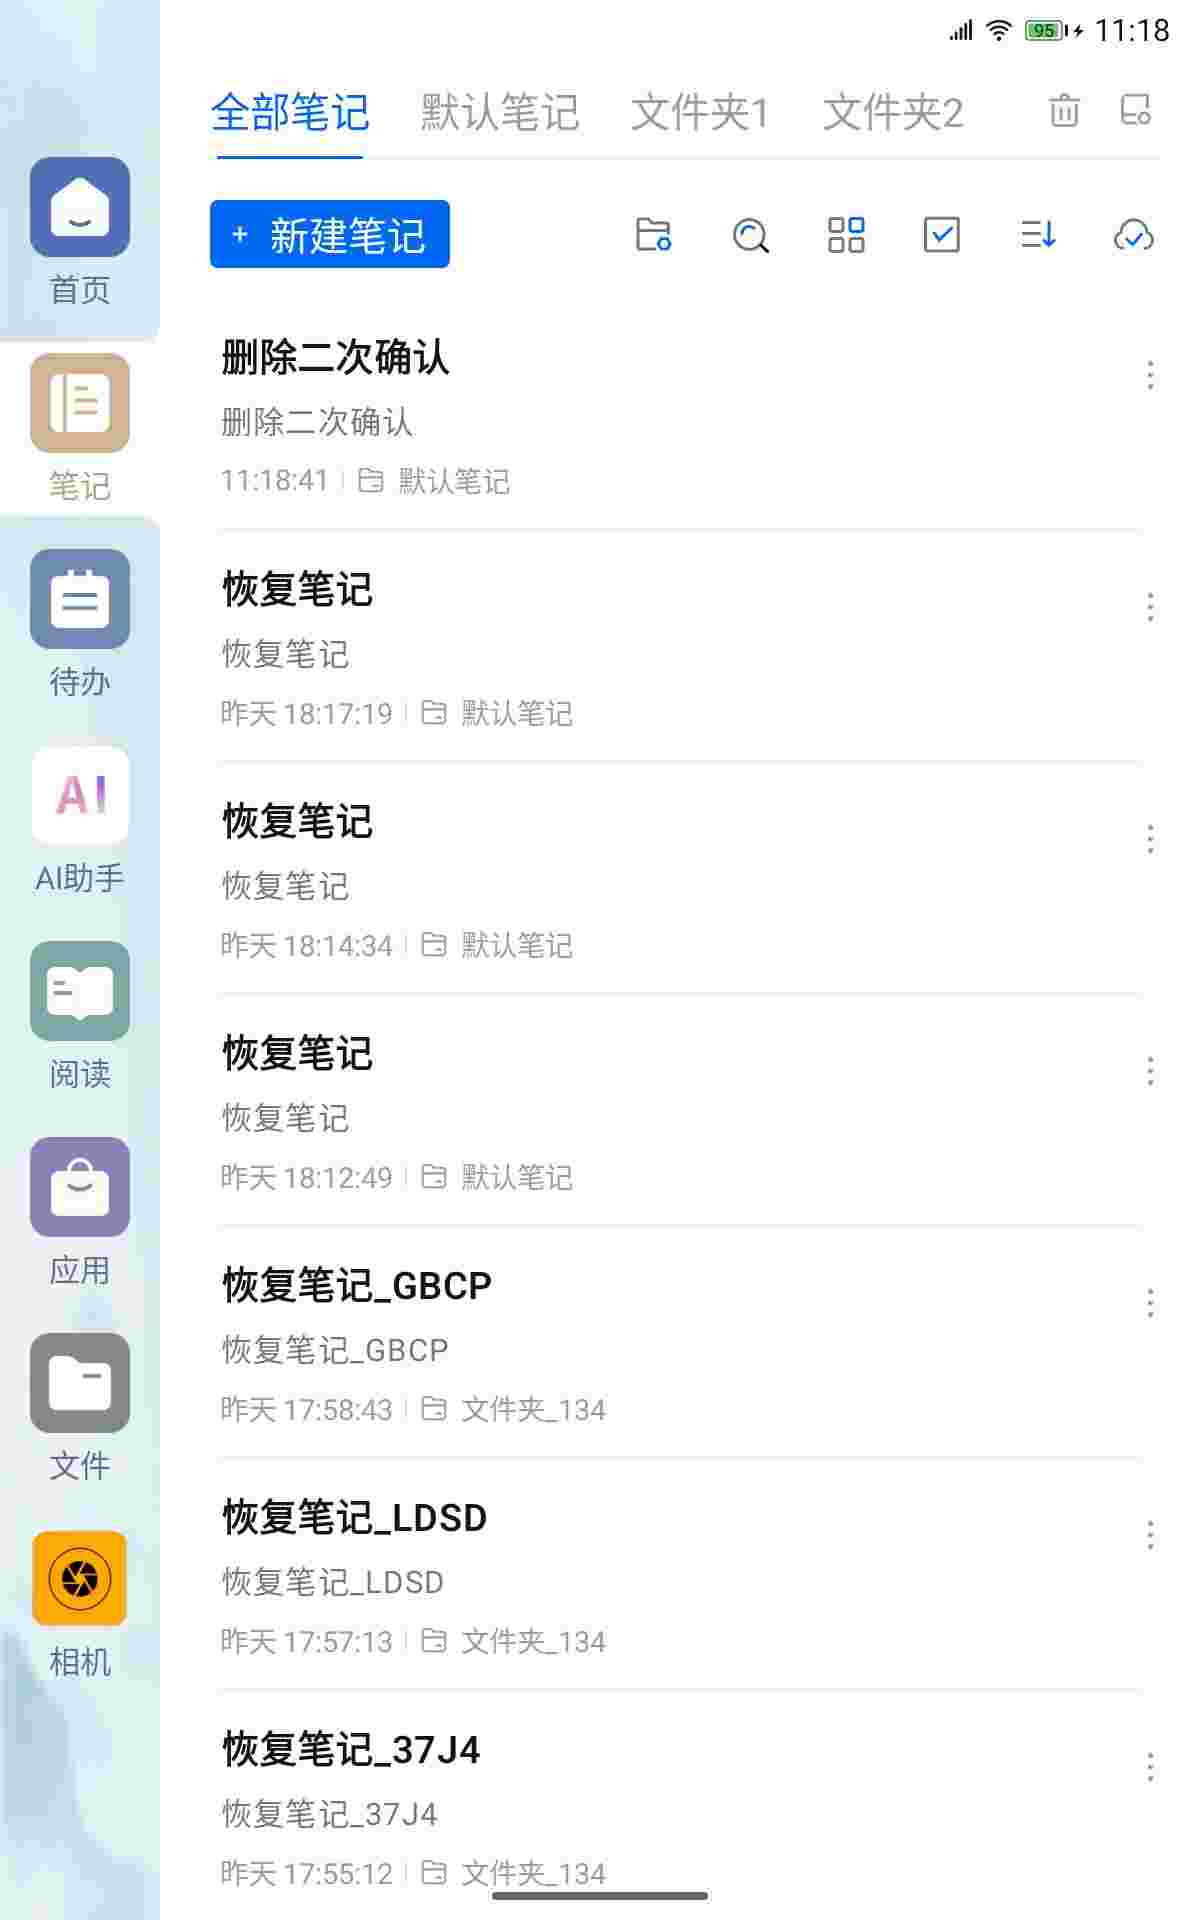 95 11:18
全部笔记 默认笔记 文件夹1 文件夹2
+ 新建笔记
首页
笔记
待办
AI
AI助手
阅读
应用
文件
相机
删除二次确认
删除二次确认
11:18:41 默认笔记
恢复笔记
恢复笔记
昨天 18:17:19 默认笔记
恢复笔记
恢复笔记
昨天 18:14:34 默认笔记
恢复笔记
恢复笔记
昨天 18:12:49 默认笔记
恢复笔记_GBCP
恢复笔记_GBCP
昨天 17:58:43 文件夹_134
恢复笔记_LDSD
恢复笔记_LDSD
昨天 17:57:13 文件夹_134
恢复笔记_37J4
恢复笔记_37J4
昨天 17:55:12 文件夹_134